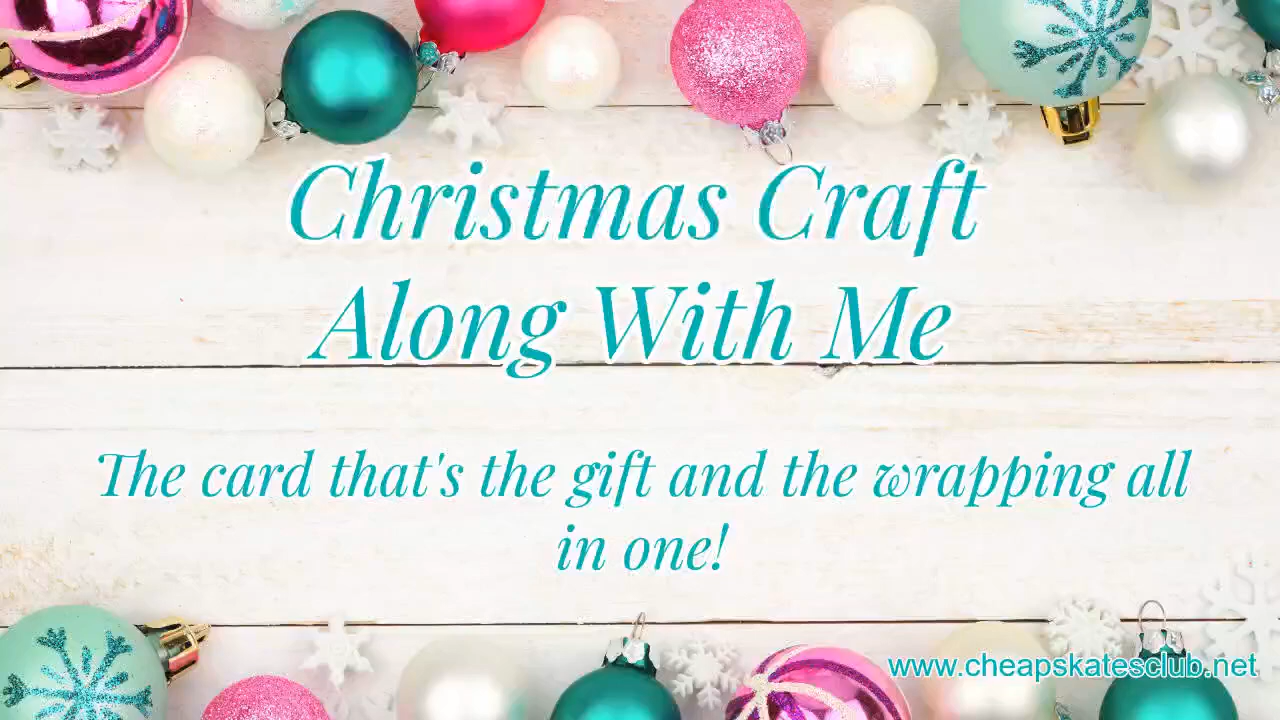 Christmas Craft
Along With Me
The card that's the gift and the wrapping all
in one!
www.cheapskatesclub.net